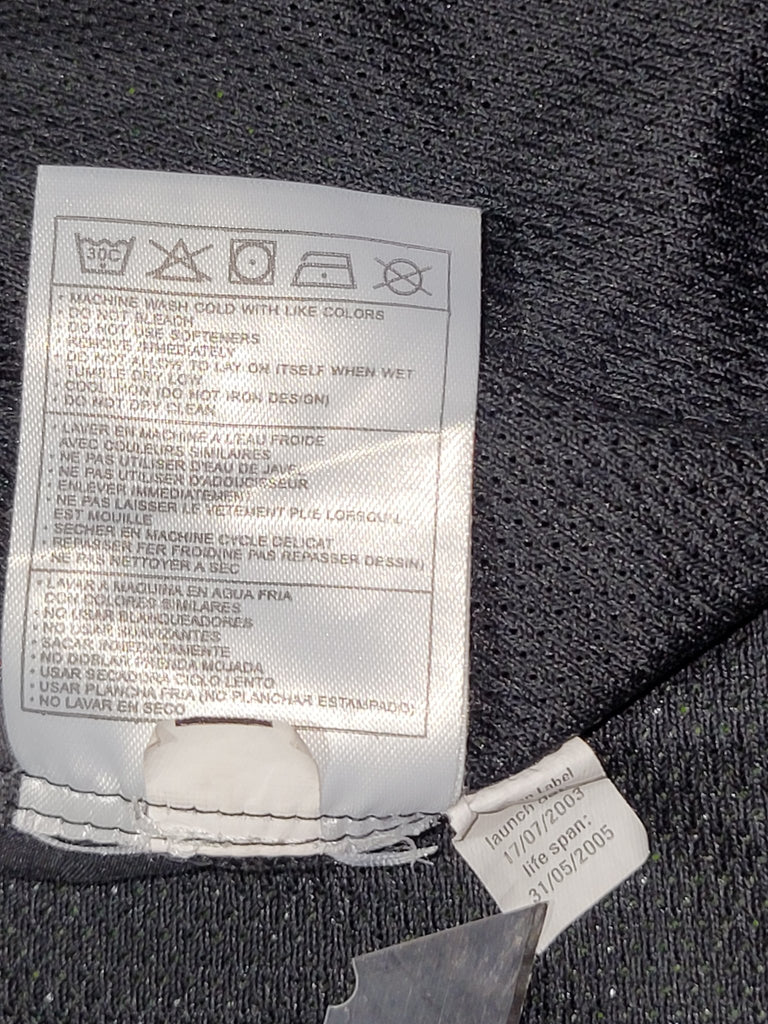 30C
• MACHINE WASH COLD WITH LIKE COLORS
• DO NOT BLEACH
• DO NOT USE SOFTENERS
• REMOVE IMMEDIATELY
• DO NOT ALLOW TO LAY ON ITSELF WHEN WET
TUMBLE DRY LOW
• COOL IRON (DO NOT IRON DESIGN)
• DO NOT DRY CLEAN
• LAVER EN MACHINE A L'EAU FROIDE
AVEC COULEURS SIMILAIRES
• NE PAS UTILISER D'EAU DE JAVEL
• NE PAS UTILISER D'ADOUCISSEUR
• ENLEVER IMMEDIATEMENT
• NE PAS LAISSER LE VETEMENT PLIE LORSQU'IL
EST MOUILLE
• SECHER EN MACHINE CYCLE DELICAT
• REPASSER FER FROID(NE PAS REPASSER DESSIN)
NE PAS NETTOYER A SEC
• LAVAR A MAQUINA EN AGUA FRIA
CON COLORES SIMILARES
• NO USAR BLANQUEADORES
• NO USAR SUAVIZANTES
• SACAR INMEDIATAMENTE
• NO DOBLAR PRENDA MOJADA
• USAR SECADORA CICLO LENTO
• USAR PLANCHA FRIA (NO PLANCHAR ESTAMPADO)
• NO LAVAR EN SECO
Label
launch
17/07/2003
life span:
31/05/2005